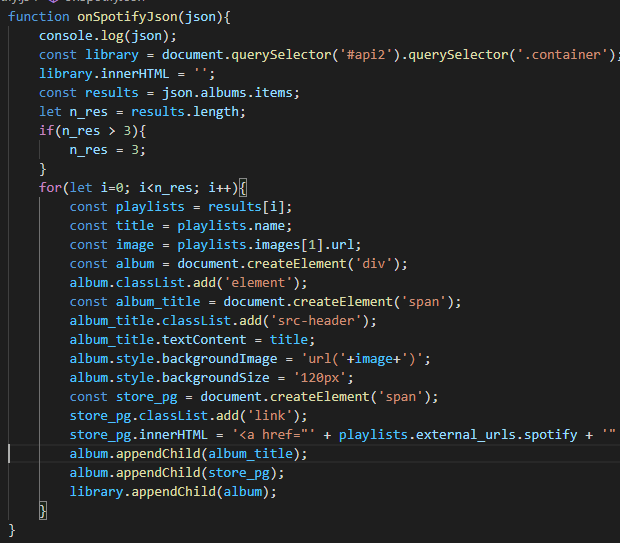 function onSpotifyJson(json){
    console.log(json);
    const library = document.querySelector('#api2').querySelector('.container');
    library.innerHTML = '';
    const results = json.albums.items;
    let n_res = results.length;
    if(n_res > 3){
        n_res = 3;
    }
    for(let i=0; i<n_res; i++){
        const playlists = results[i];
        const title = playlists.name;
        const image = playlists.images[1].url;
        const album = document.createElement('div');
        album.classList.add('element');
        const album_title = document.createElement('span');
        album_title.classList.add('src-header');
        album_title.textContent = title;
        album.style.backgroundImage = 'url('+image+')';
        album.style.backgroundSize = '120px';
        const store_pg = document.createElement('span');
        store_pg.classList.add('link');
        store_pg.innerHTML = '<a href="' + playlists.external_urls.spotify + '"
        album.appendChild(album_title);
        album.appendChild(store_pg);
        library.appendChild(album);
    }
}